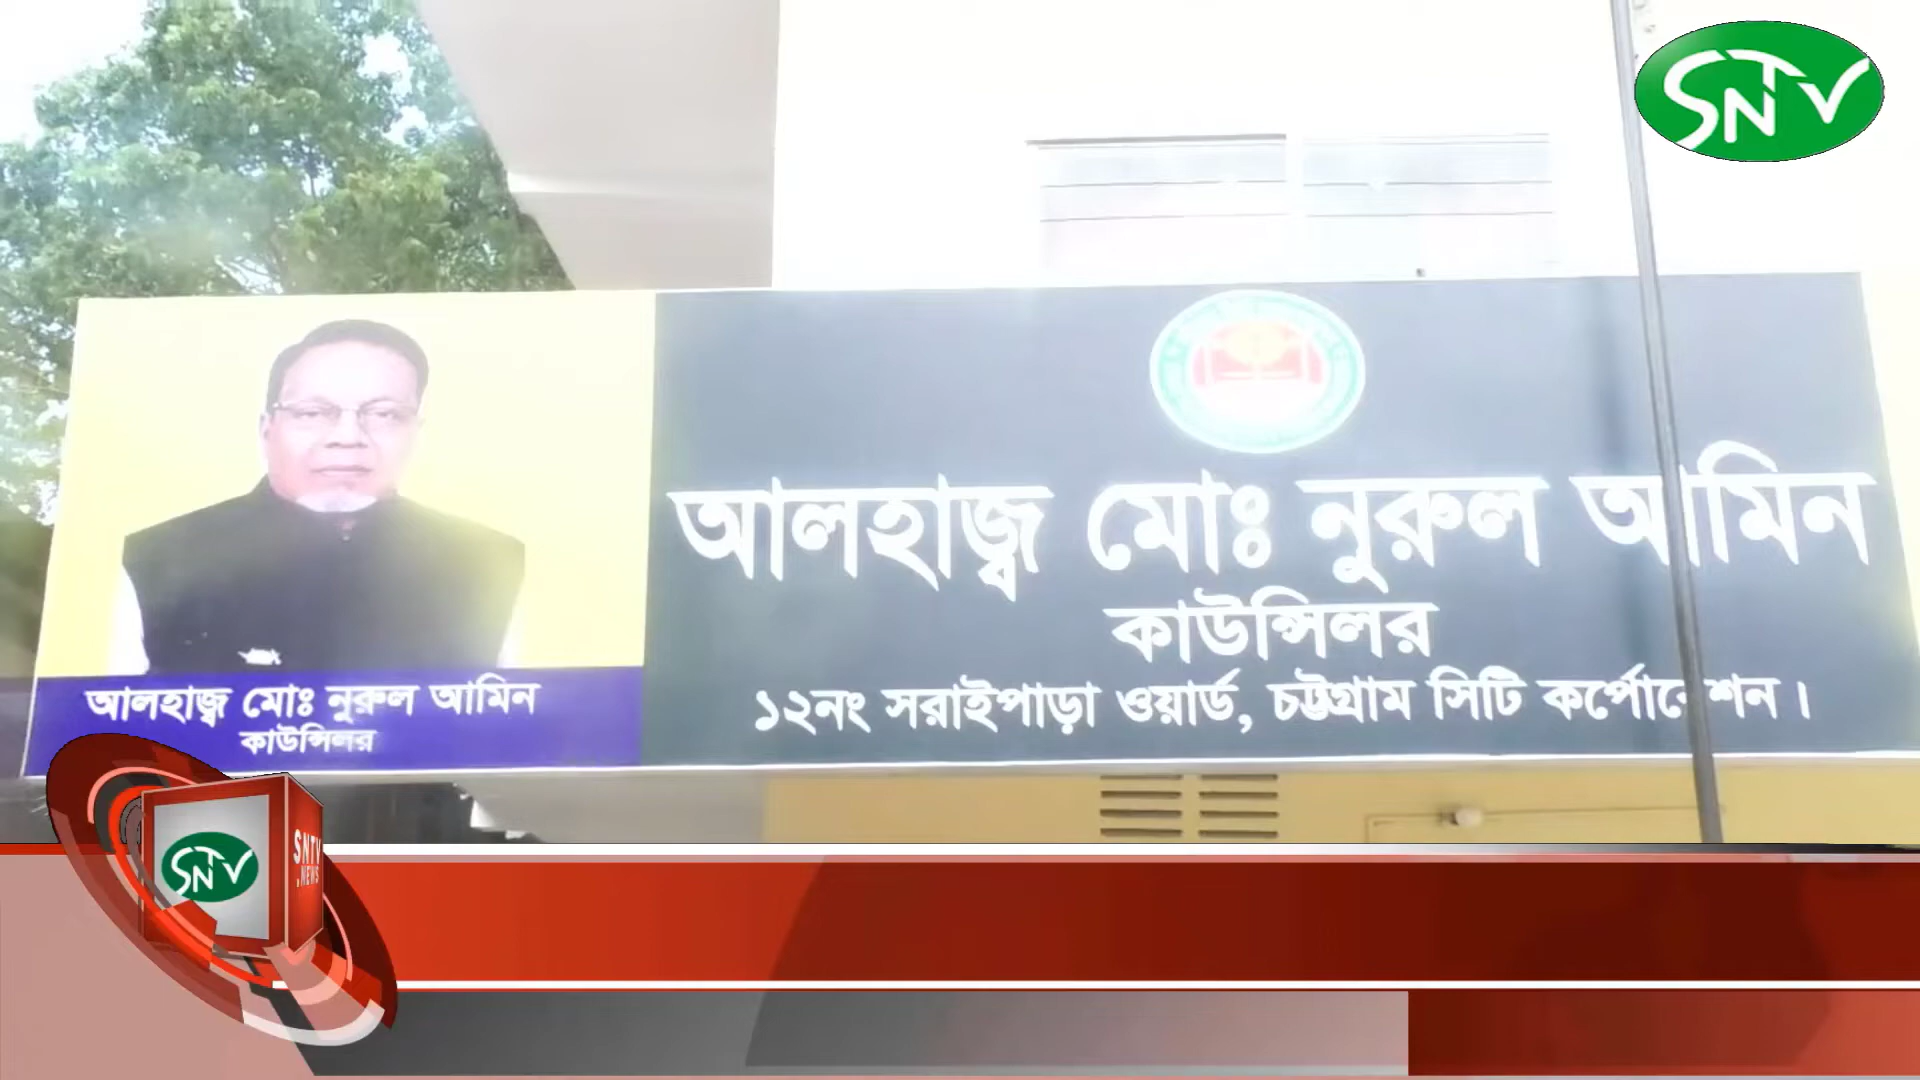 SNTV
আলহাজ্ব মোঃ নুরুল আমিন
কাউন্সিলর
১২নং সরাইপাড়া ওয়ার্ড, চট্টগ্রাম সিটি কর্পোরেশন।
আলহাজ্ব মোঃ নুরুল আমিন
কাউন্সিলর
SNTV
SNTV
.NEWS